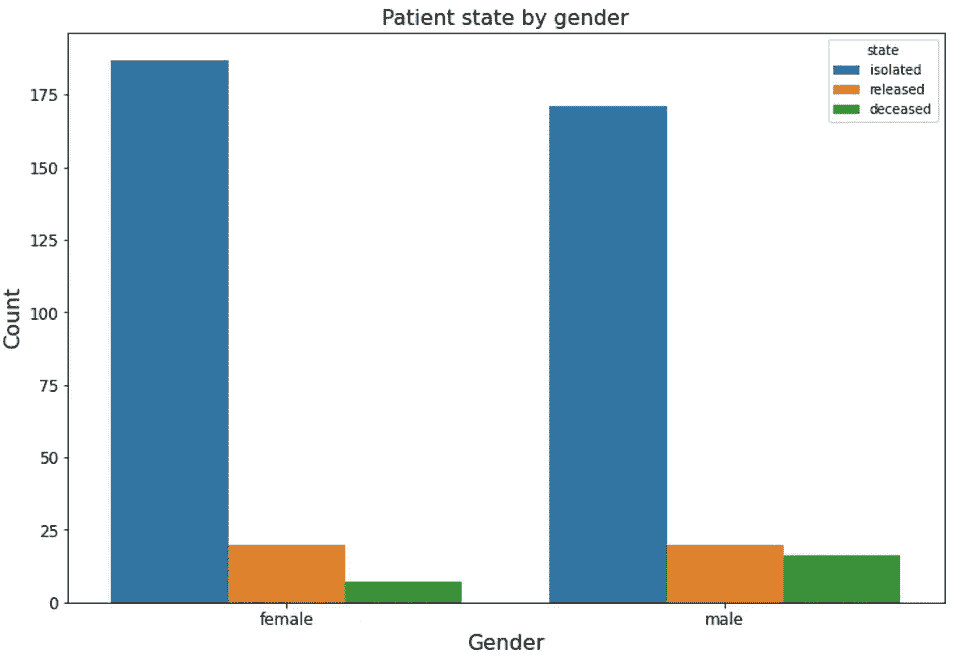 Patient state by gender
state
isolated
released
deceased
175
150
125
100
75
50
25
0
Count
female male
Gender